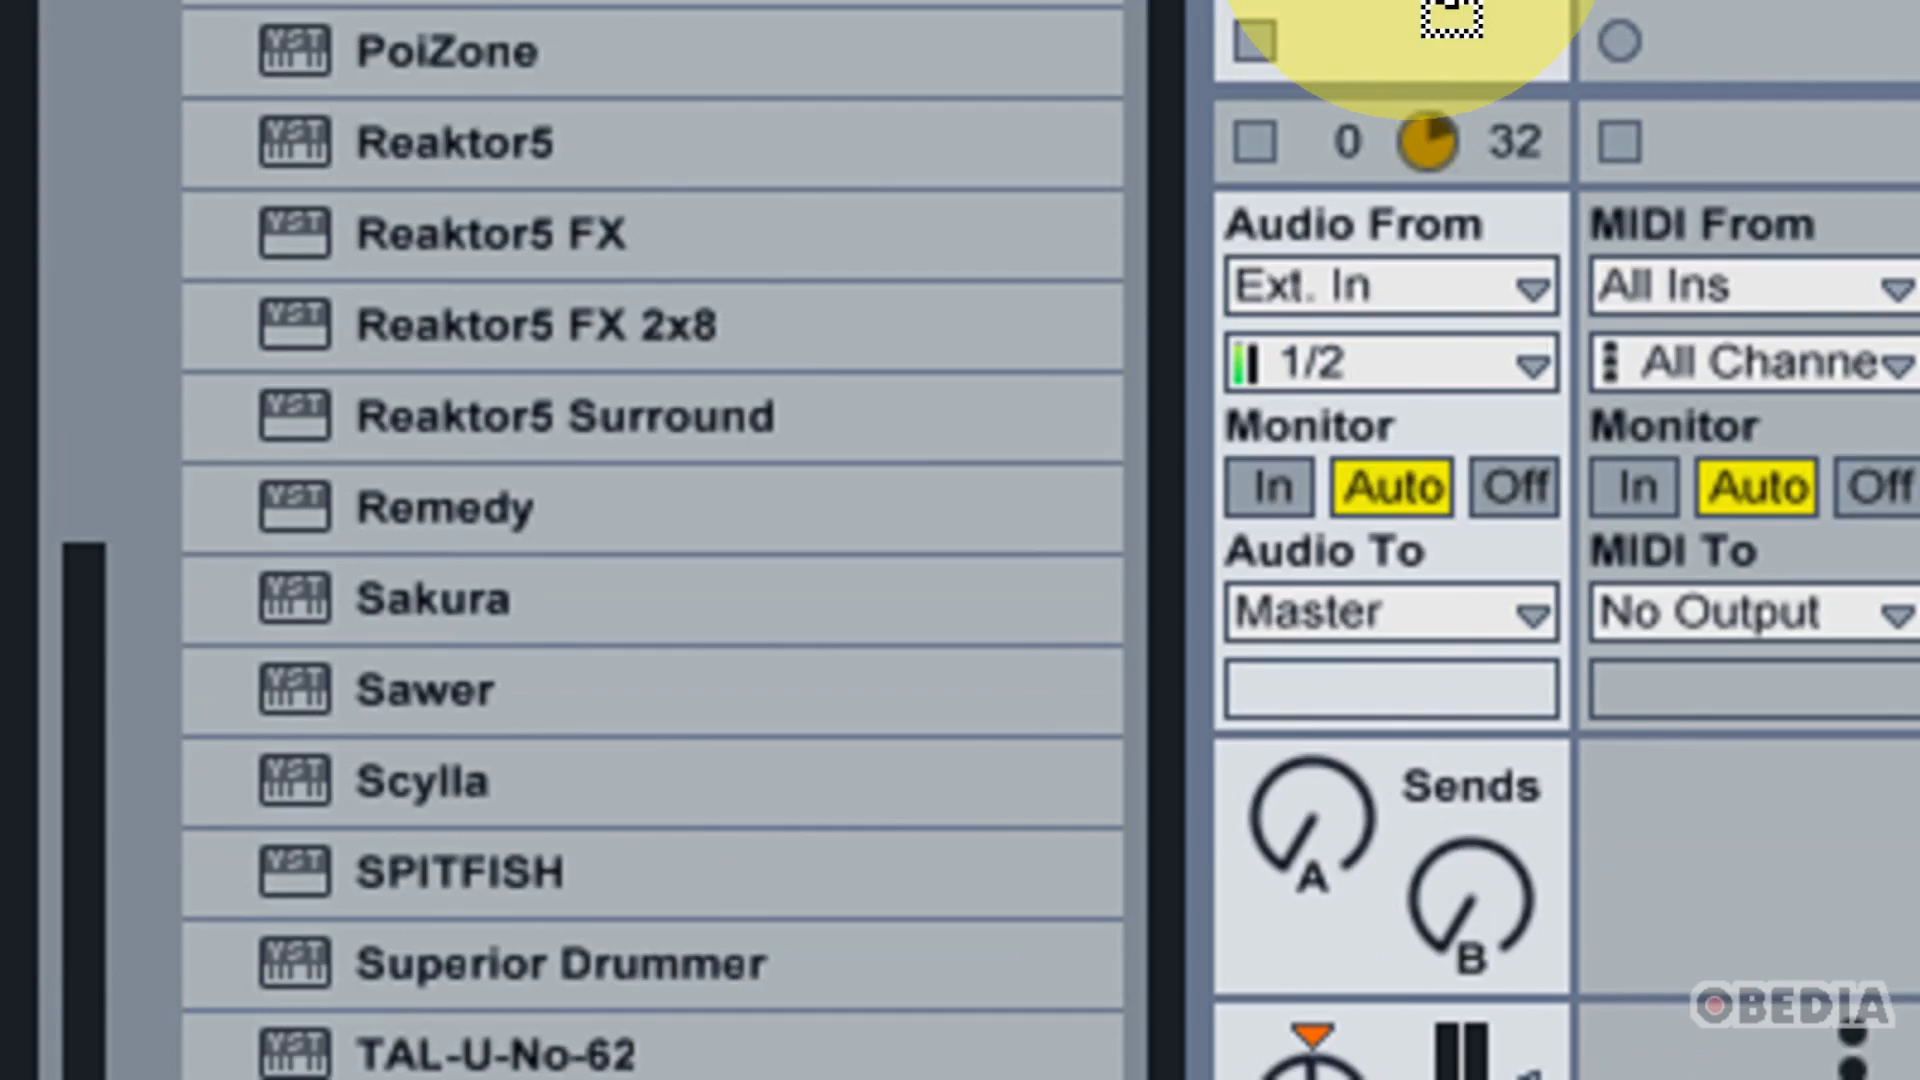 PoiZone
Reaktor5
Reaktor5 FX
Reaktor5 FX 2x8
Reaktor5 Surround
Remedy
Sakura
Sawer
Scylla
SPITFISH
Superior Drummer
TAL-U-No-62
0 32
Audio From
Ext. In
1/2
Monitor
In Auto Off
Audio To
Master
Sends
A
B
MIDI From
All Ins
All Channe
Monitor
In Auto Off
MIDI To
No Output
OBEDIA